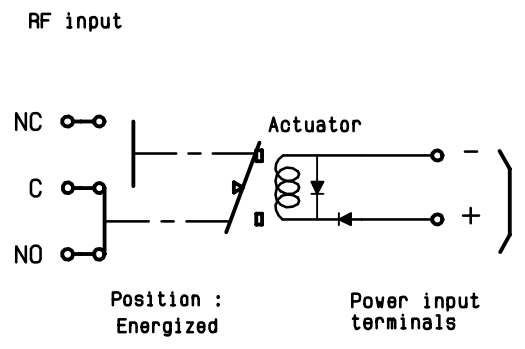 RF input
NC
Actuator
−
C
+
NO
Position :
Energized
Power input
terminals